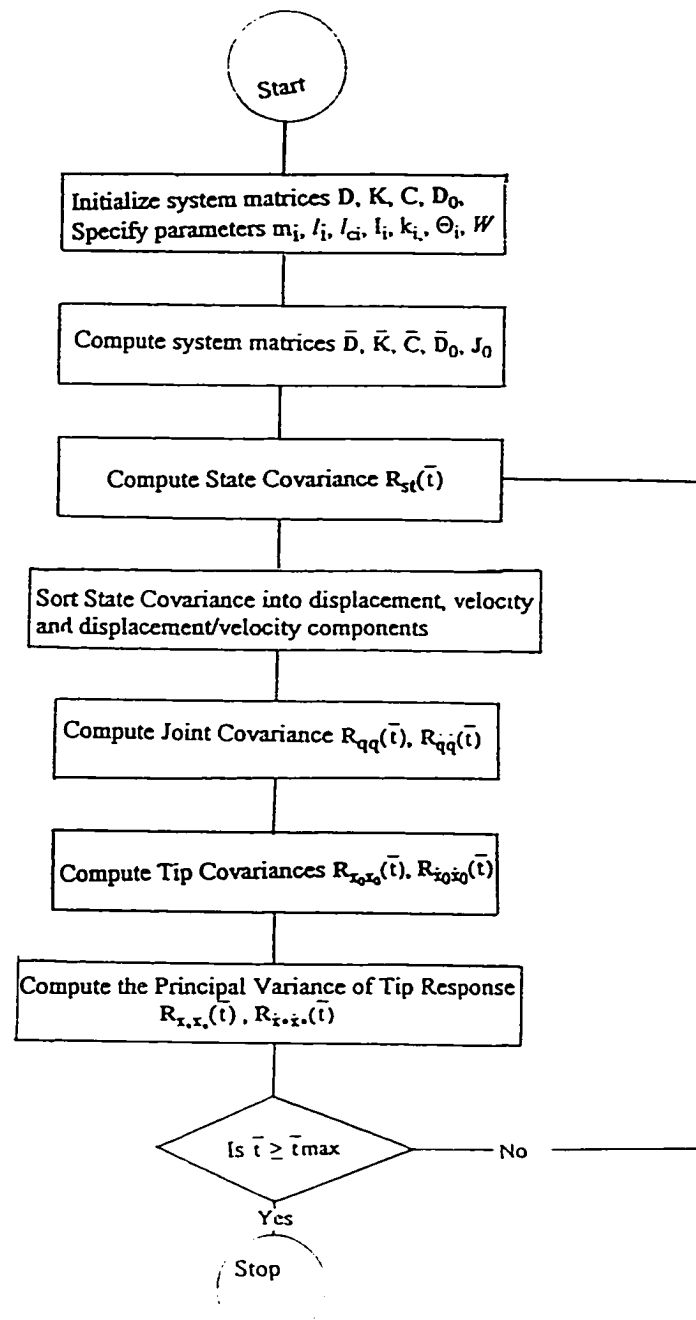 Start
Initialize system matrices D, K, C, D₀.
Specify parameters mᵢ, lᵢ, l_ci, Iᵢ, kᵢ, Θᵢ, W
Compute system matrices D̄, K̄, C̄, D̄₀, J₀
Compute State Covariance R_st(t̄)
Sort State Covariance into displacement, velocity
and displacement/velocity components
Compute Joint Covariance R_qq(t̄), R_q̇q̇(t̄)
Compute Tip Covariances R_x₀x₀(t̄), R_ẋ₀ẋ₀(t̄)
Compute the Principal Variance of Tip Response
R_x*x*(t̄), R_ẋ*ẋ*(t̄)
Is t̄ ≥ t̄max
No
Yes
Stop